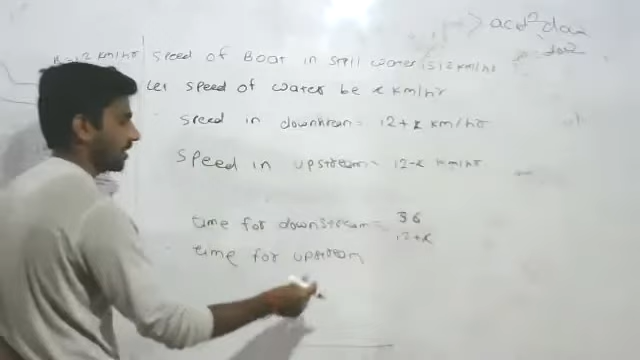 speed of Boat in still water is 12 km/hr
let speed of water be x km/hr
speed in downtream = 12+x km/hr
speed in upstream = 12-x km/hr
time for downstream = 36
12+x
time for upstream